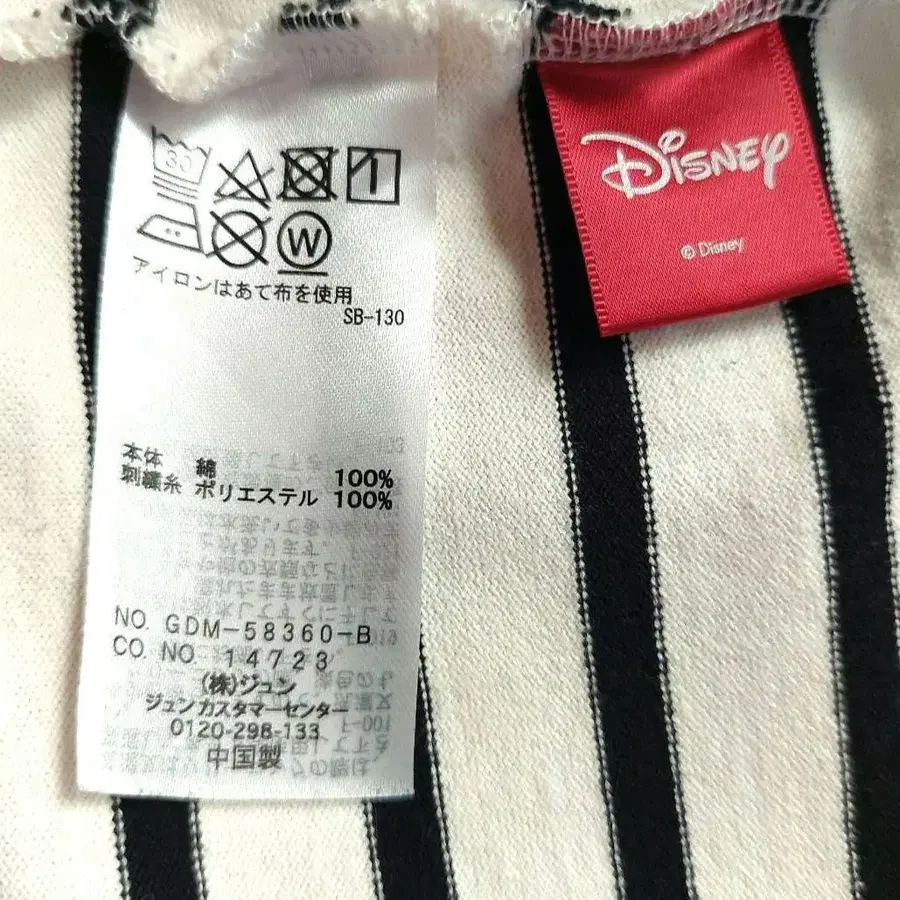 30
W
アイロンはあて布を使用
SB-130
本体 綿 100%
刺繍糸 ポリエステル 100%
NO. GDM-58360-B
CO. NO. 14723
(株)ジュン
ジュンカスタマーセンター
0120-298-133
中国製
Disney
© Disney